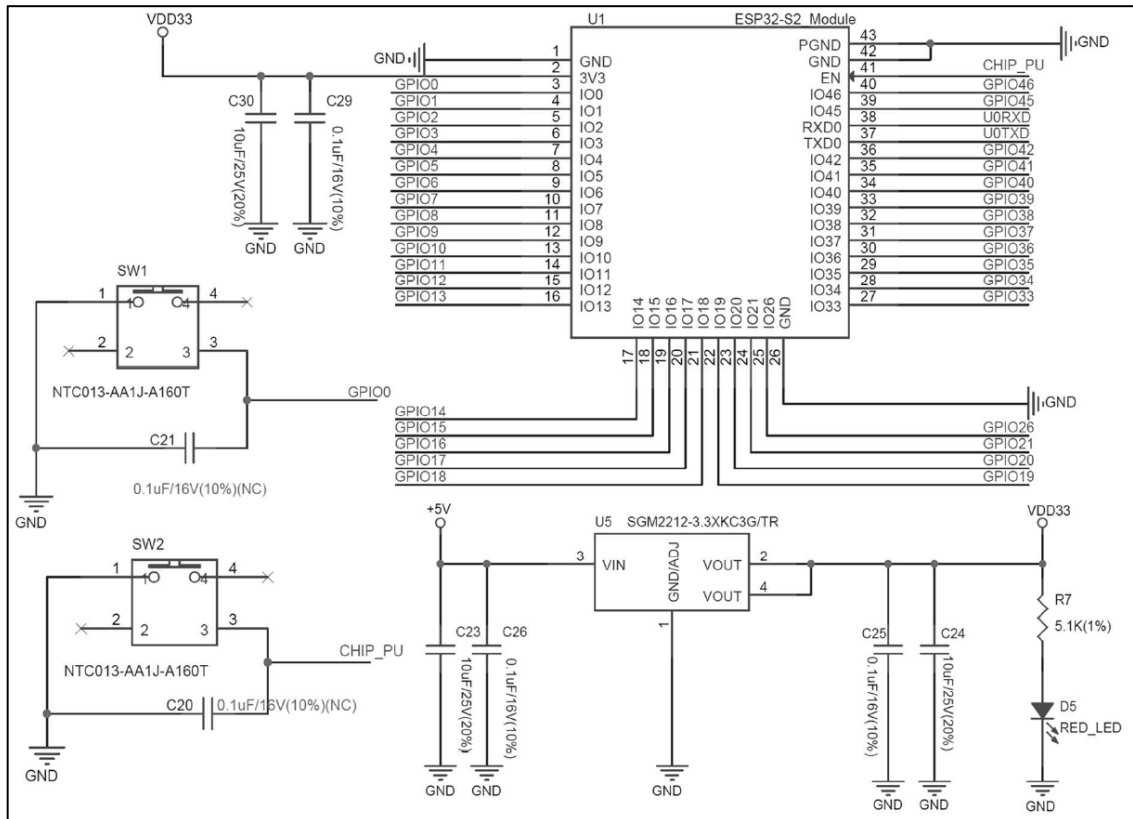 VDD33
C30
10uF/25V(20%)
GND
C29
0.1uF/16V(10%)
GND
U1
ESP32-S2_Module
GND
1
GND
2
3V3
GPIO0
3
IO0
GPIO1
4
IO1
GPIO2
5
IO2
GPIO3
6
IO3
GPIO4
7
IO4
GPIO5
8
IO5
GPIO6
9
IO6
GPIO7
10
IO7
GPIO8
11
IO8
GPIO9
12
IO9
GPIO10
13
IO10
GPIO11
14
IO11
GPIO12
15
IO12
GPIO13
16
IO13
PGND
43
GND
GND
42
EN
41
CHIP_PU
IO46
40
GPIO46
IO45
39
GPIO45
RXD0
38
U0RXD
TXD0
37
U0TXD
IO42
36
GPIO42
IO41
35
GPIO41
IO40
34
GPIO40
IO39
33
GPIO39
IO38
32
GPIO38
IO37
31
GPIO37
IO36
30
GPIO36
IO35
29
GPIO35
IO34
28
GPIO34
IO33
27
GPIO33
IO14
IO15
IO16
IO17
IO18
IO19
IO20
IO21
IO26
GND
17
18
19
20
21
22
23
24
25
26
GPIO14
GPIO15
GPIO16
GPIO17
GPIO18
GND
GPIO26
GPIO21
GPIO20
GPIO19
SW1
1
1
4
4
2
2
3
3
NTC013-AA1J-A160T
GPIO0
C21
0.1uF/16V(10%)(NC)
GND
SW2
1
1
4
4
2
2
3
3
NTC013-AA1J-A160T
CHIP_PU
C20
0.1uF/16V(10%)(NC)
GND
+5V
U5
SGM2212-3.3XKC3G/TR
3
VIN
GND/ADJ
VOUT
2
VOUT
4
1
GND
C23
10uF/25V(20%)
GND
C26
0.1uF/16V(10%)
GND
C25
0.1uF/16V(10%)
GND
C24
10uF/25V(20%)
GND
VDD33
R7
5.1K(1%)
D5
RED_LED
GND